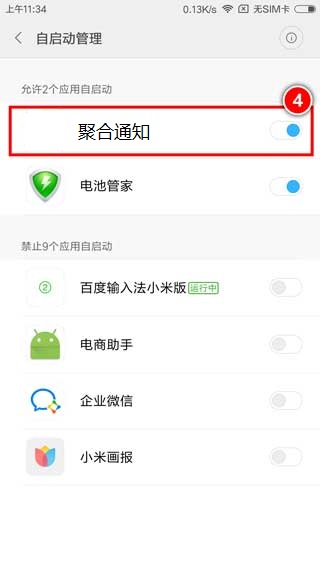 上午11:34 0.13K/s 无SIM卡
自启动管理
允许2个应用自启动
4
聚合通知
电池管家
禁止9个应用自启动
②
百度输入法小米版 运行中
电商助手
企业微信
小米画报